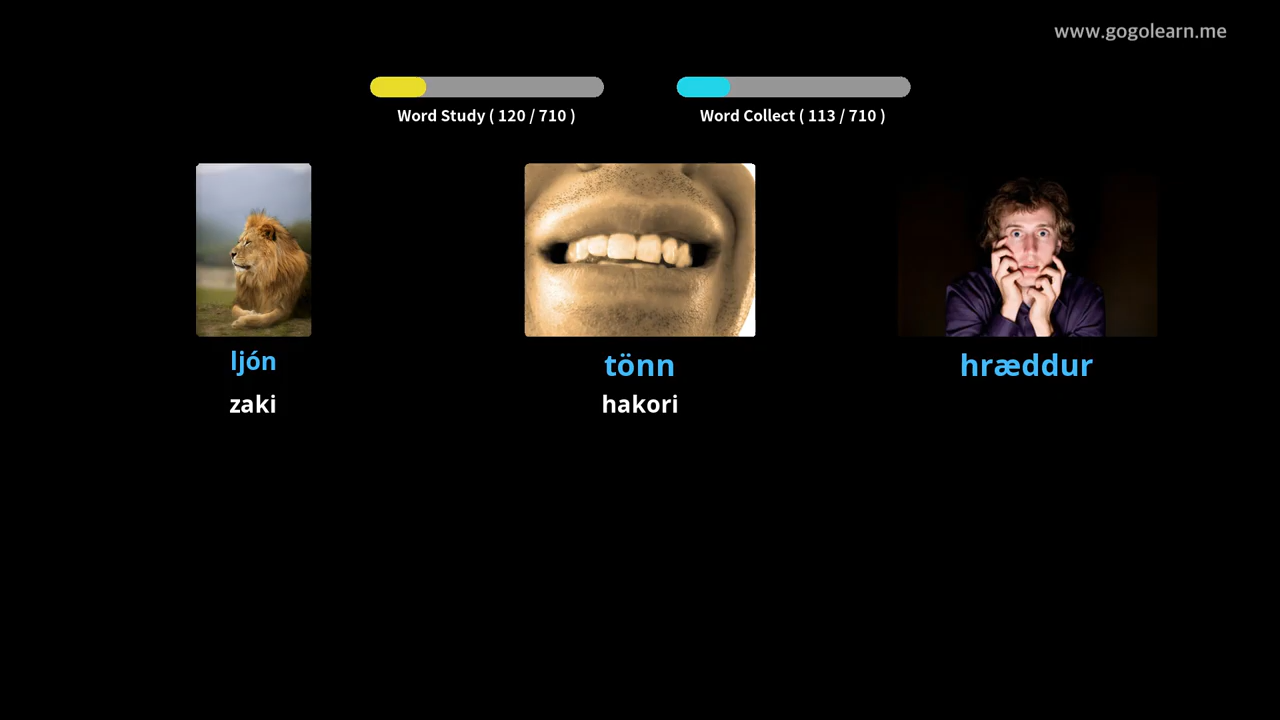 www.gogolearn.me
Word Study ( 120 / 710 )
Word Collect ( 113 / 710 )
ljón
tönn
hræddur
zaki
hakori